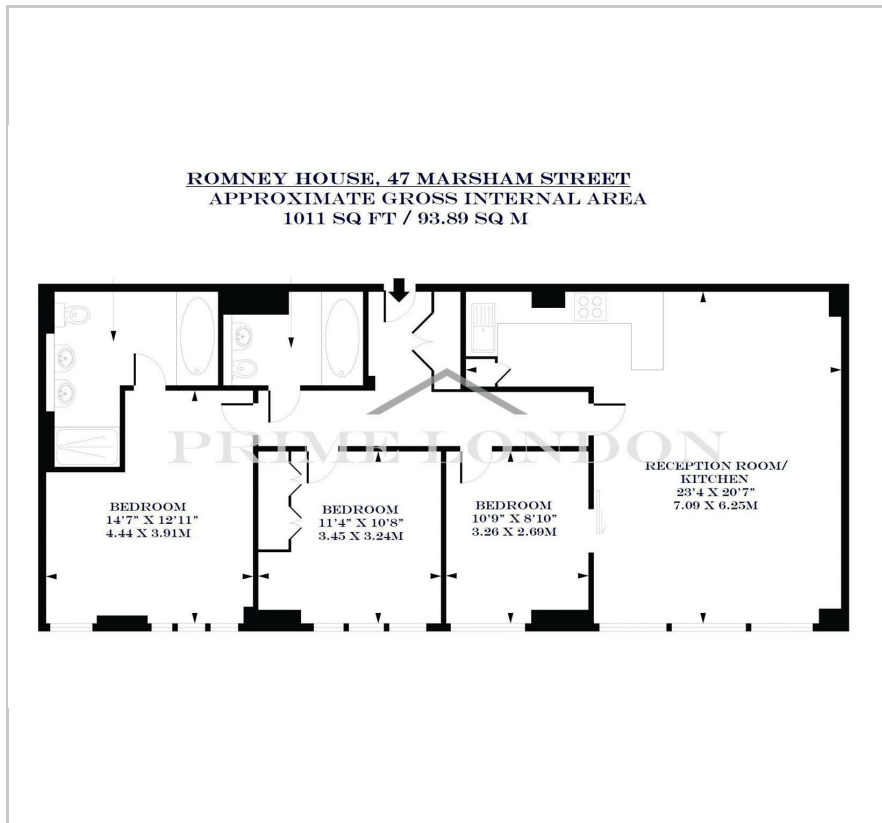 ROMNEY HOUSE, 47 MARSHAM STREET
APPROXIMATE GROSS INTERNAL AREA
1011 SQ FT / 93.89 SQ M
PRIME LONDON
BEDROOM
14'7" X 12'11"
4.44 X 3.91M
BEDROOM
11'4" X 10'8"
3.45 X 3.24M
BEDROOM
10'9" X 8'10"
3.26 X 2.69M
RECEPTION ROOM/
KITCHEN
23'4 X 20'7"
7.09 X 6.25M